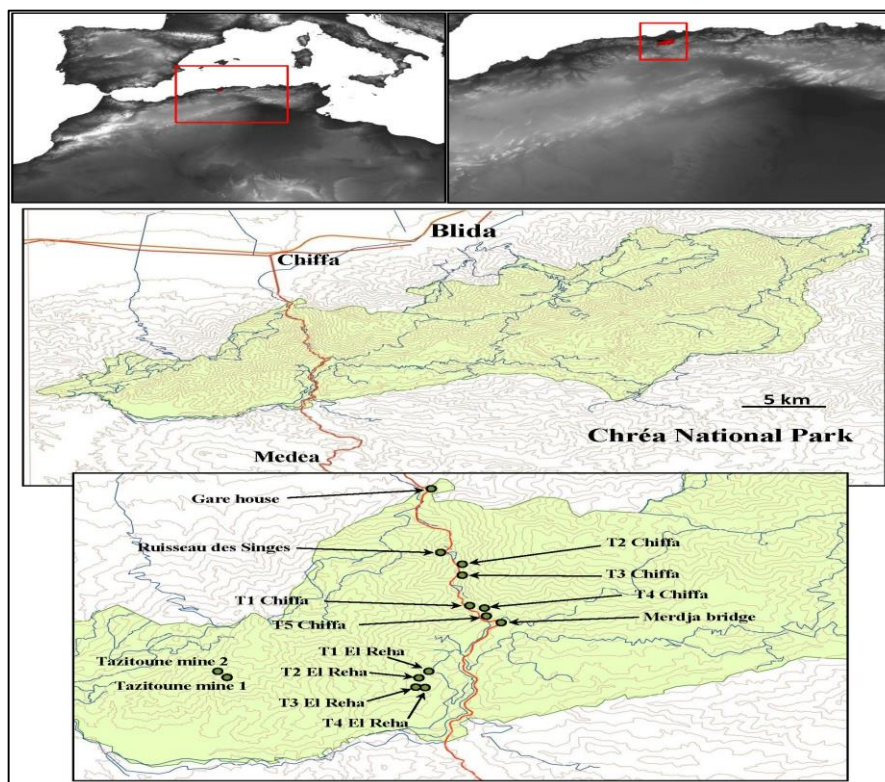 Blida
Chiffa
5 km
Chréa National Park
Medea
Gare house
Ruisseau des Singes
T2 Chiffa
T3 Chiffa
T1 Chiffa
T4 Chiffa
T5 Chiffa
Merdja bridge
T1 El Reha
Tazitoune mine 2
T2 El Reha
Tazitoune mine 1
T3 El Reha
T4 El Reha